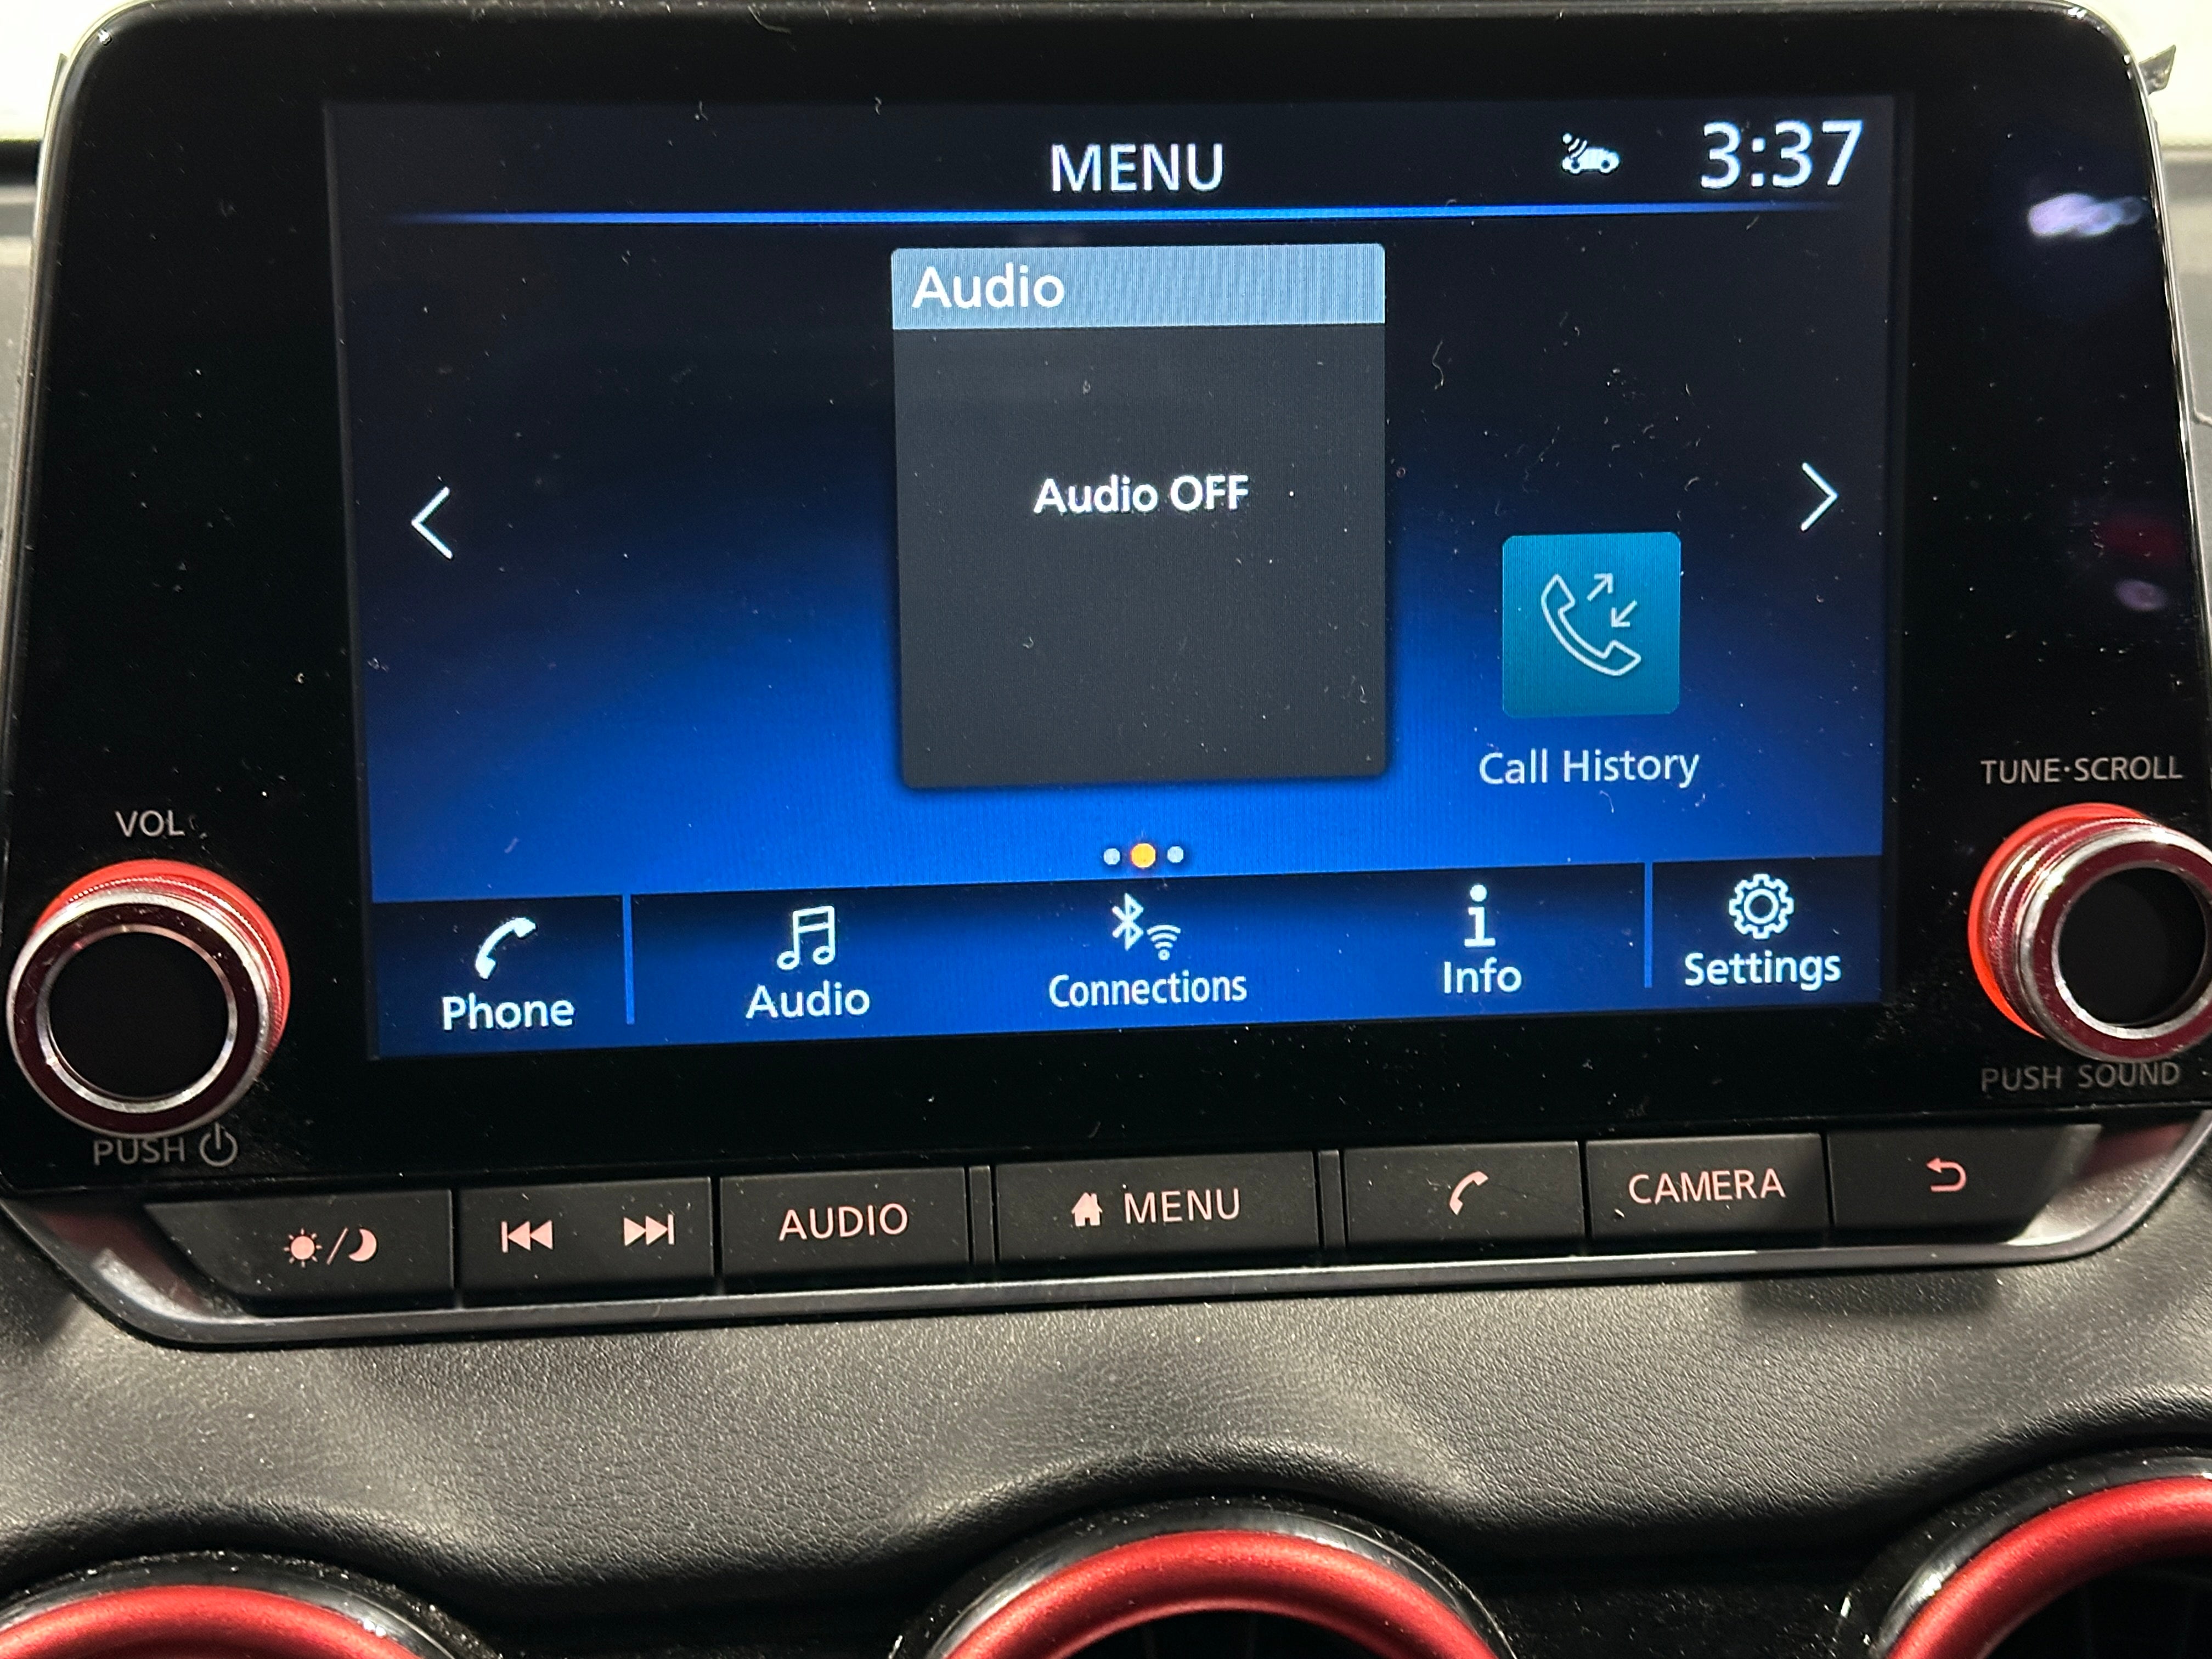 MENU
3:37
Audio
Audio OFF
Call History
VOL
TUNE·SCROLL
Phone
Audio
Connections
Info
Settings
PUSH
PUSH SOUND
AUDIO
MENU
CAMERA